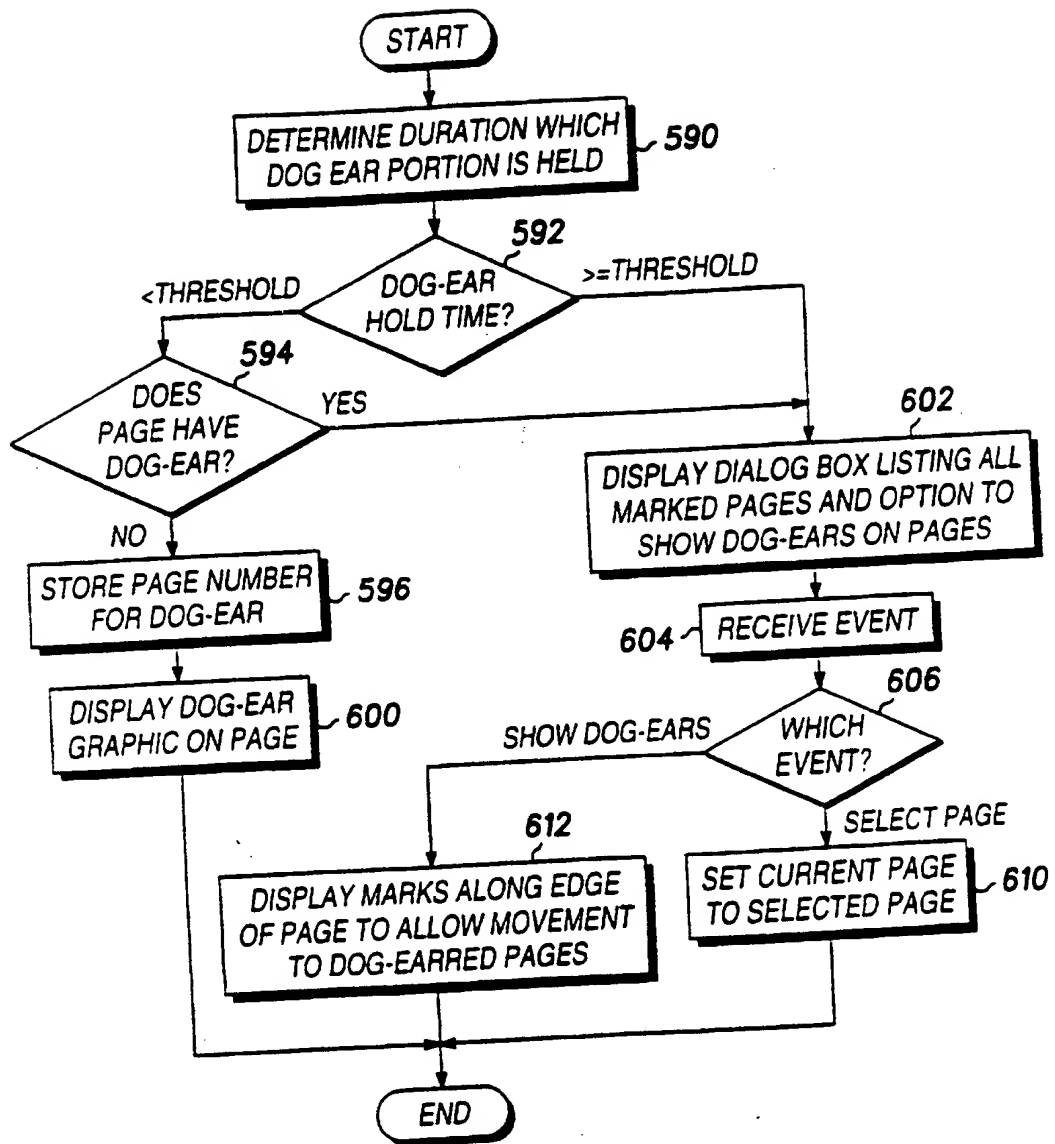 START
DETERMINE DURATION WHICH
DOG EAR PORTION IS HELD
590
592
DOG-EAR
HOLD TIME?
<THRESHOLD
>=THRESHOLD
594
DOES
PAGE HAVE
DOG-EAR?
YES
NO
602
DISPLAY DIALOG BOX LISTING ALL
MARKED PAGES AND OPTION TO
SHOW DOG-EARS ON PAGES
STORE PAGE NUMBER
FOR DOG-EAR
596
604
RECEIVE EVENT
DISPLAY DOG-EAR
GRAPHIC ON PAGE
600
606
WHICH
EVENT?
SHOW DOG-EARS
SELECT PAGE
612
DISPLAY MARKS ALONG EDGE
OF PAGE TO ALLOW MOVEMENT
TO DOG-EARRED PAGES
SET CURRENT PAGE
TO SELECTED PAGE
610
END